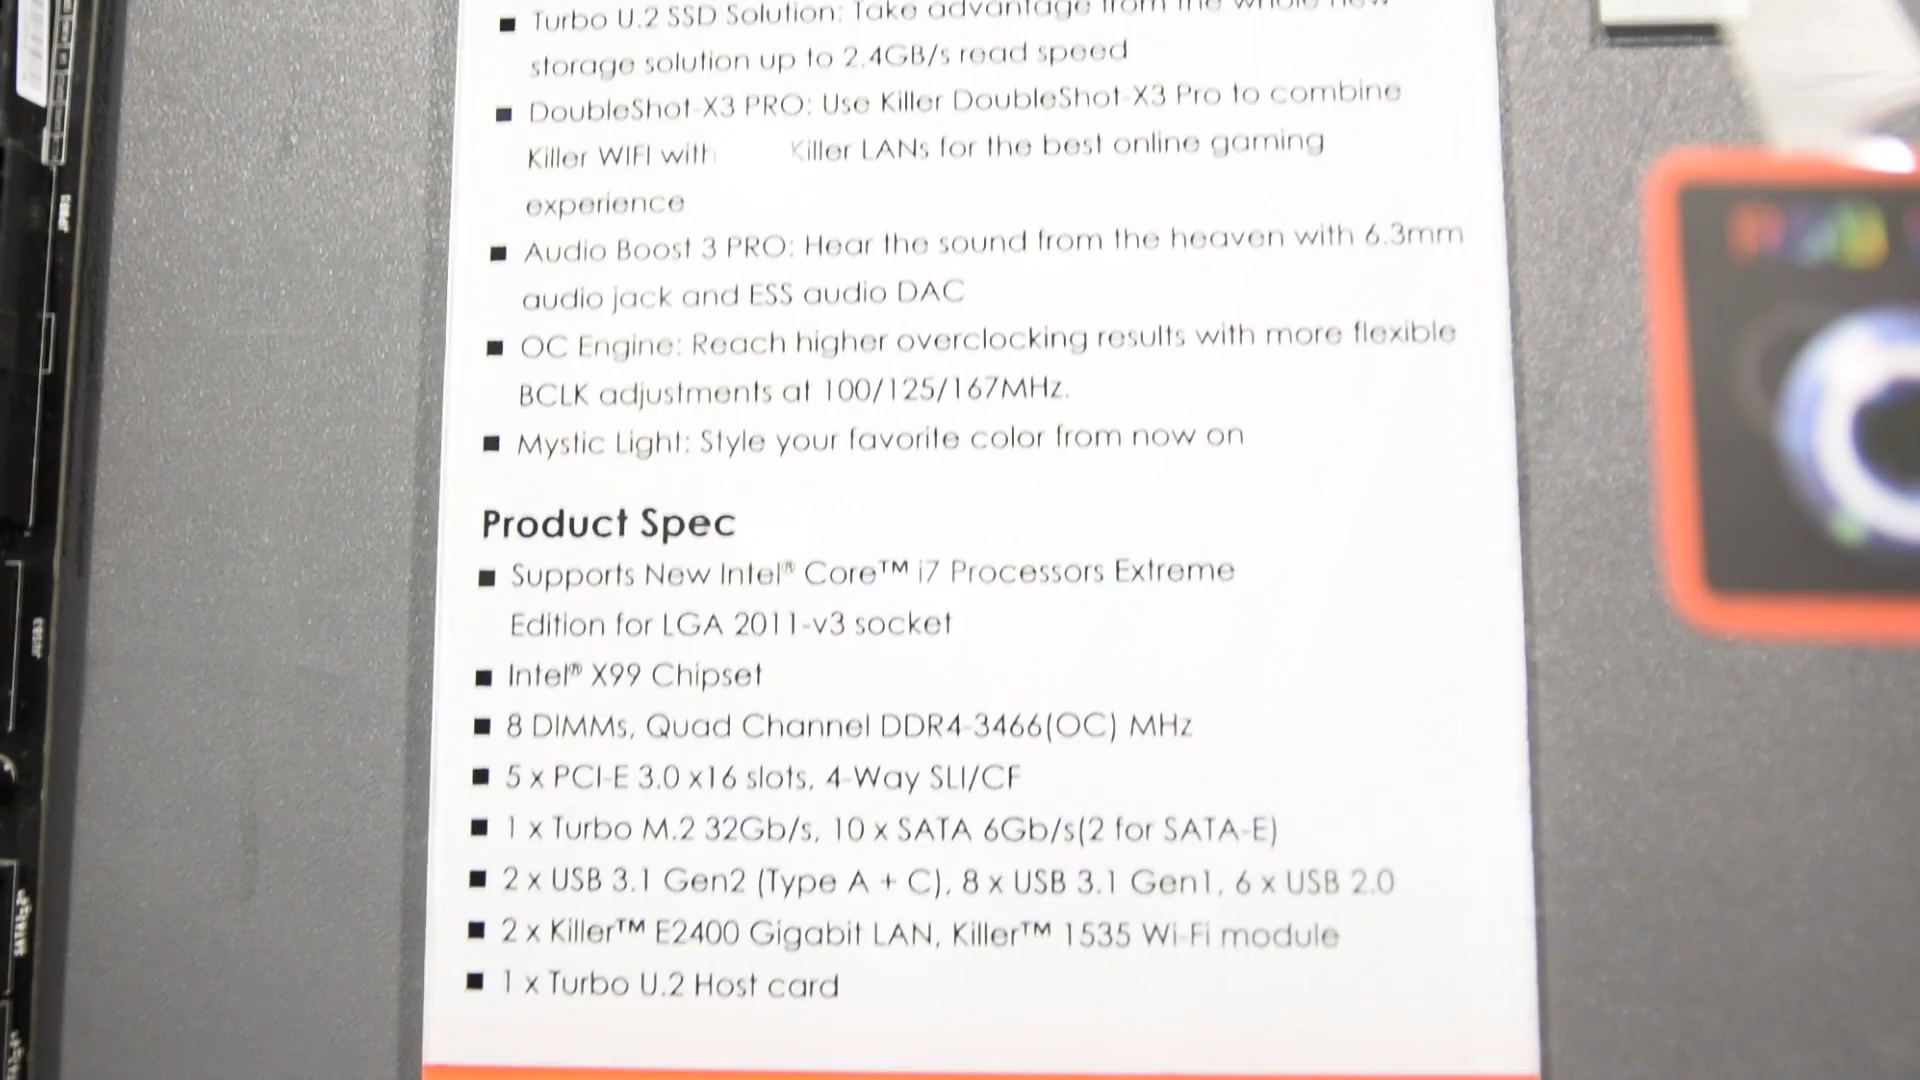 Turbo U.2 SSD Solution: Take advantage from the whole new
storage solution up to 2.4GB/s read speed
DoubleShot-X3 PRO: Use Killer DoubleShot-X3 Pro to combine
Killer WIFI with Killer LANs for the best online gaming
experience
Audio Boost 3 PRO: Hear the sound from the heaven with 6.3mm
audio jack and ESS audio DAC
OC Engine: Reach higher overclocking results with more flexible
BCLK adjustments at 100/125/167MHz.
Mystic Light: Style your favorite color from now on
Product Spec
Supports New Intel® Core™ i7 Processors Extreme
Edition for LGA 2011-v3 socket
Intel® X99 Chipset
8 DIMMs, Quad Channel DDR4-3466(OC) MHz
5 x PCI-E 3.0 x16 slots, 4-Way SLI/CF
1 x Turbo M.2 32Gb/s, 10 x SATA 6Gb/s(2 for SATA-E)
2 x USB 3.1 Gen2 (Type A + C), 8 x USB 3.1 Gen1, 6 x USB 2.0
2 x Killer™ E2400 Gigabit LAN, Killer™ 1535 Wi-Fi module
1 x Turbo U.2 Host card